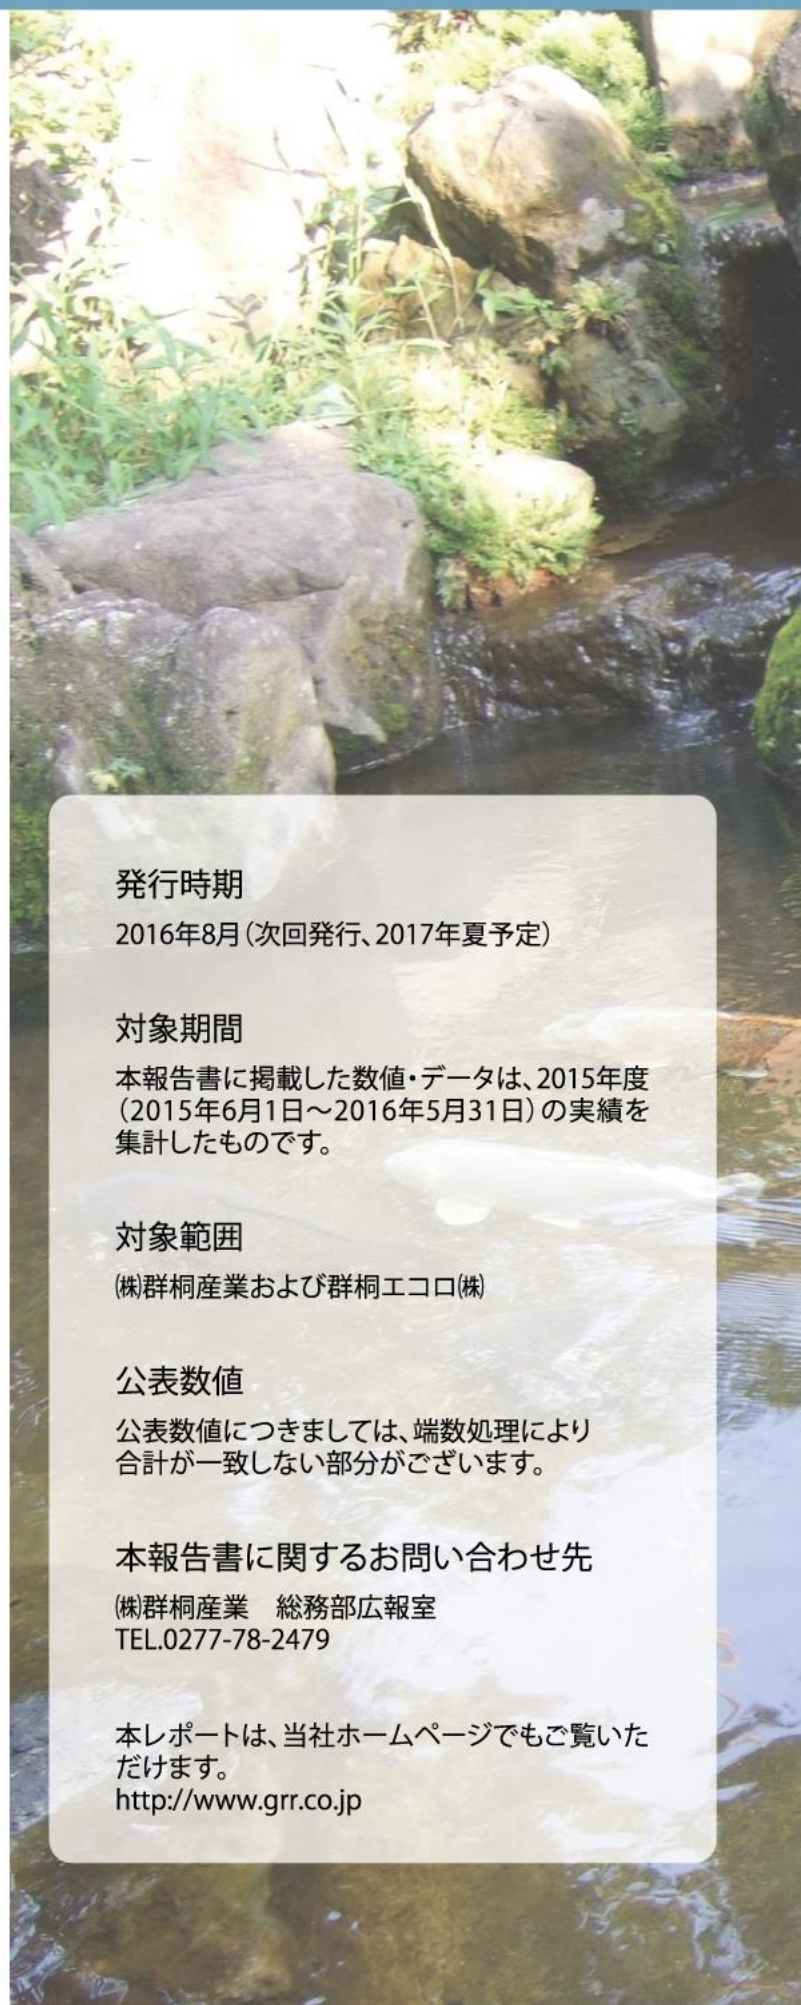 発行時期
2016年8月（次回発行、2017年夏予定）
対象期間
本報告書に掲載した数値・データは、2015年度
（2015年6月1日～2016年5月31日）の実績を
集計したものです。
対象範囲
㈱群桐産業および群桐エコロ㈱
公表数値
公表数値につきましては、端数処理により
合計が一致しない部分がございます。
本報告書に関するお問い合わせ先
㈱群桐産業　総務部広報室
TEL.0277-78-2479
本レポートは、当社ホームページでもご覧いた
だけます。
http://www.grr.co.jp